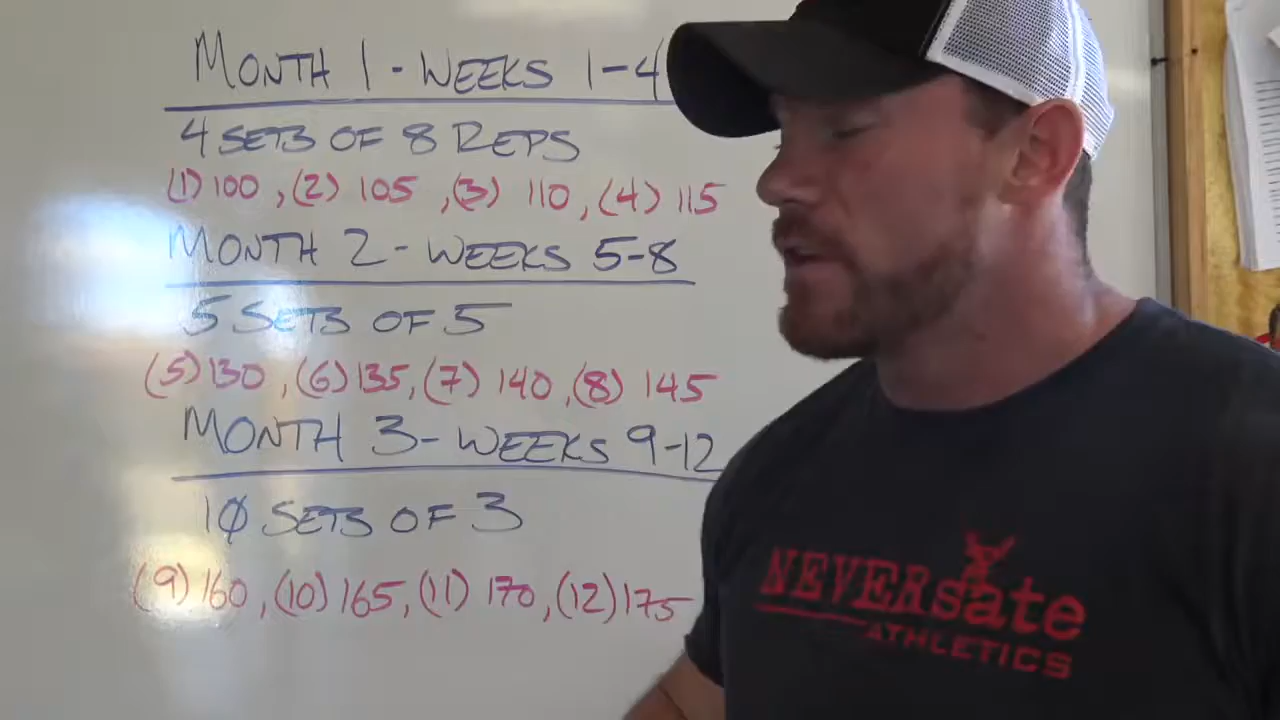 MONTH 1 - WEEKS 1-4
4 SETS OF 8 REPS
(1) 100, (2) 105, (3) 110, (4) 115
MONTH 2 - WEEKS 5-8
5 SETS OF 5
(5) 130, (6) 135, (7) 140, (8) 145
MONTH 3 - WEEKS 9-12
10 SETS OF 3
(9) 160, (10) 165, (11) 170, (12) 175
NEVERsate
ATHLETICS